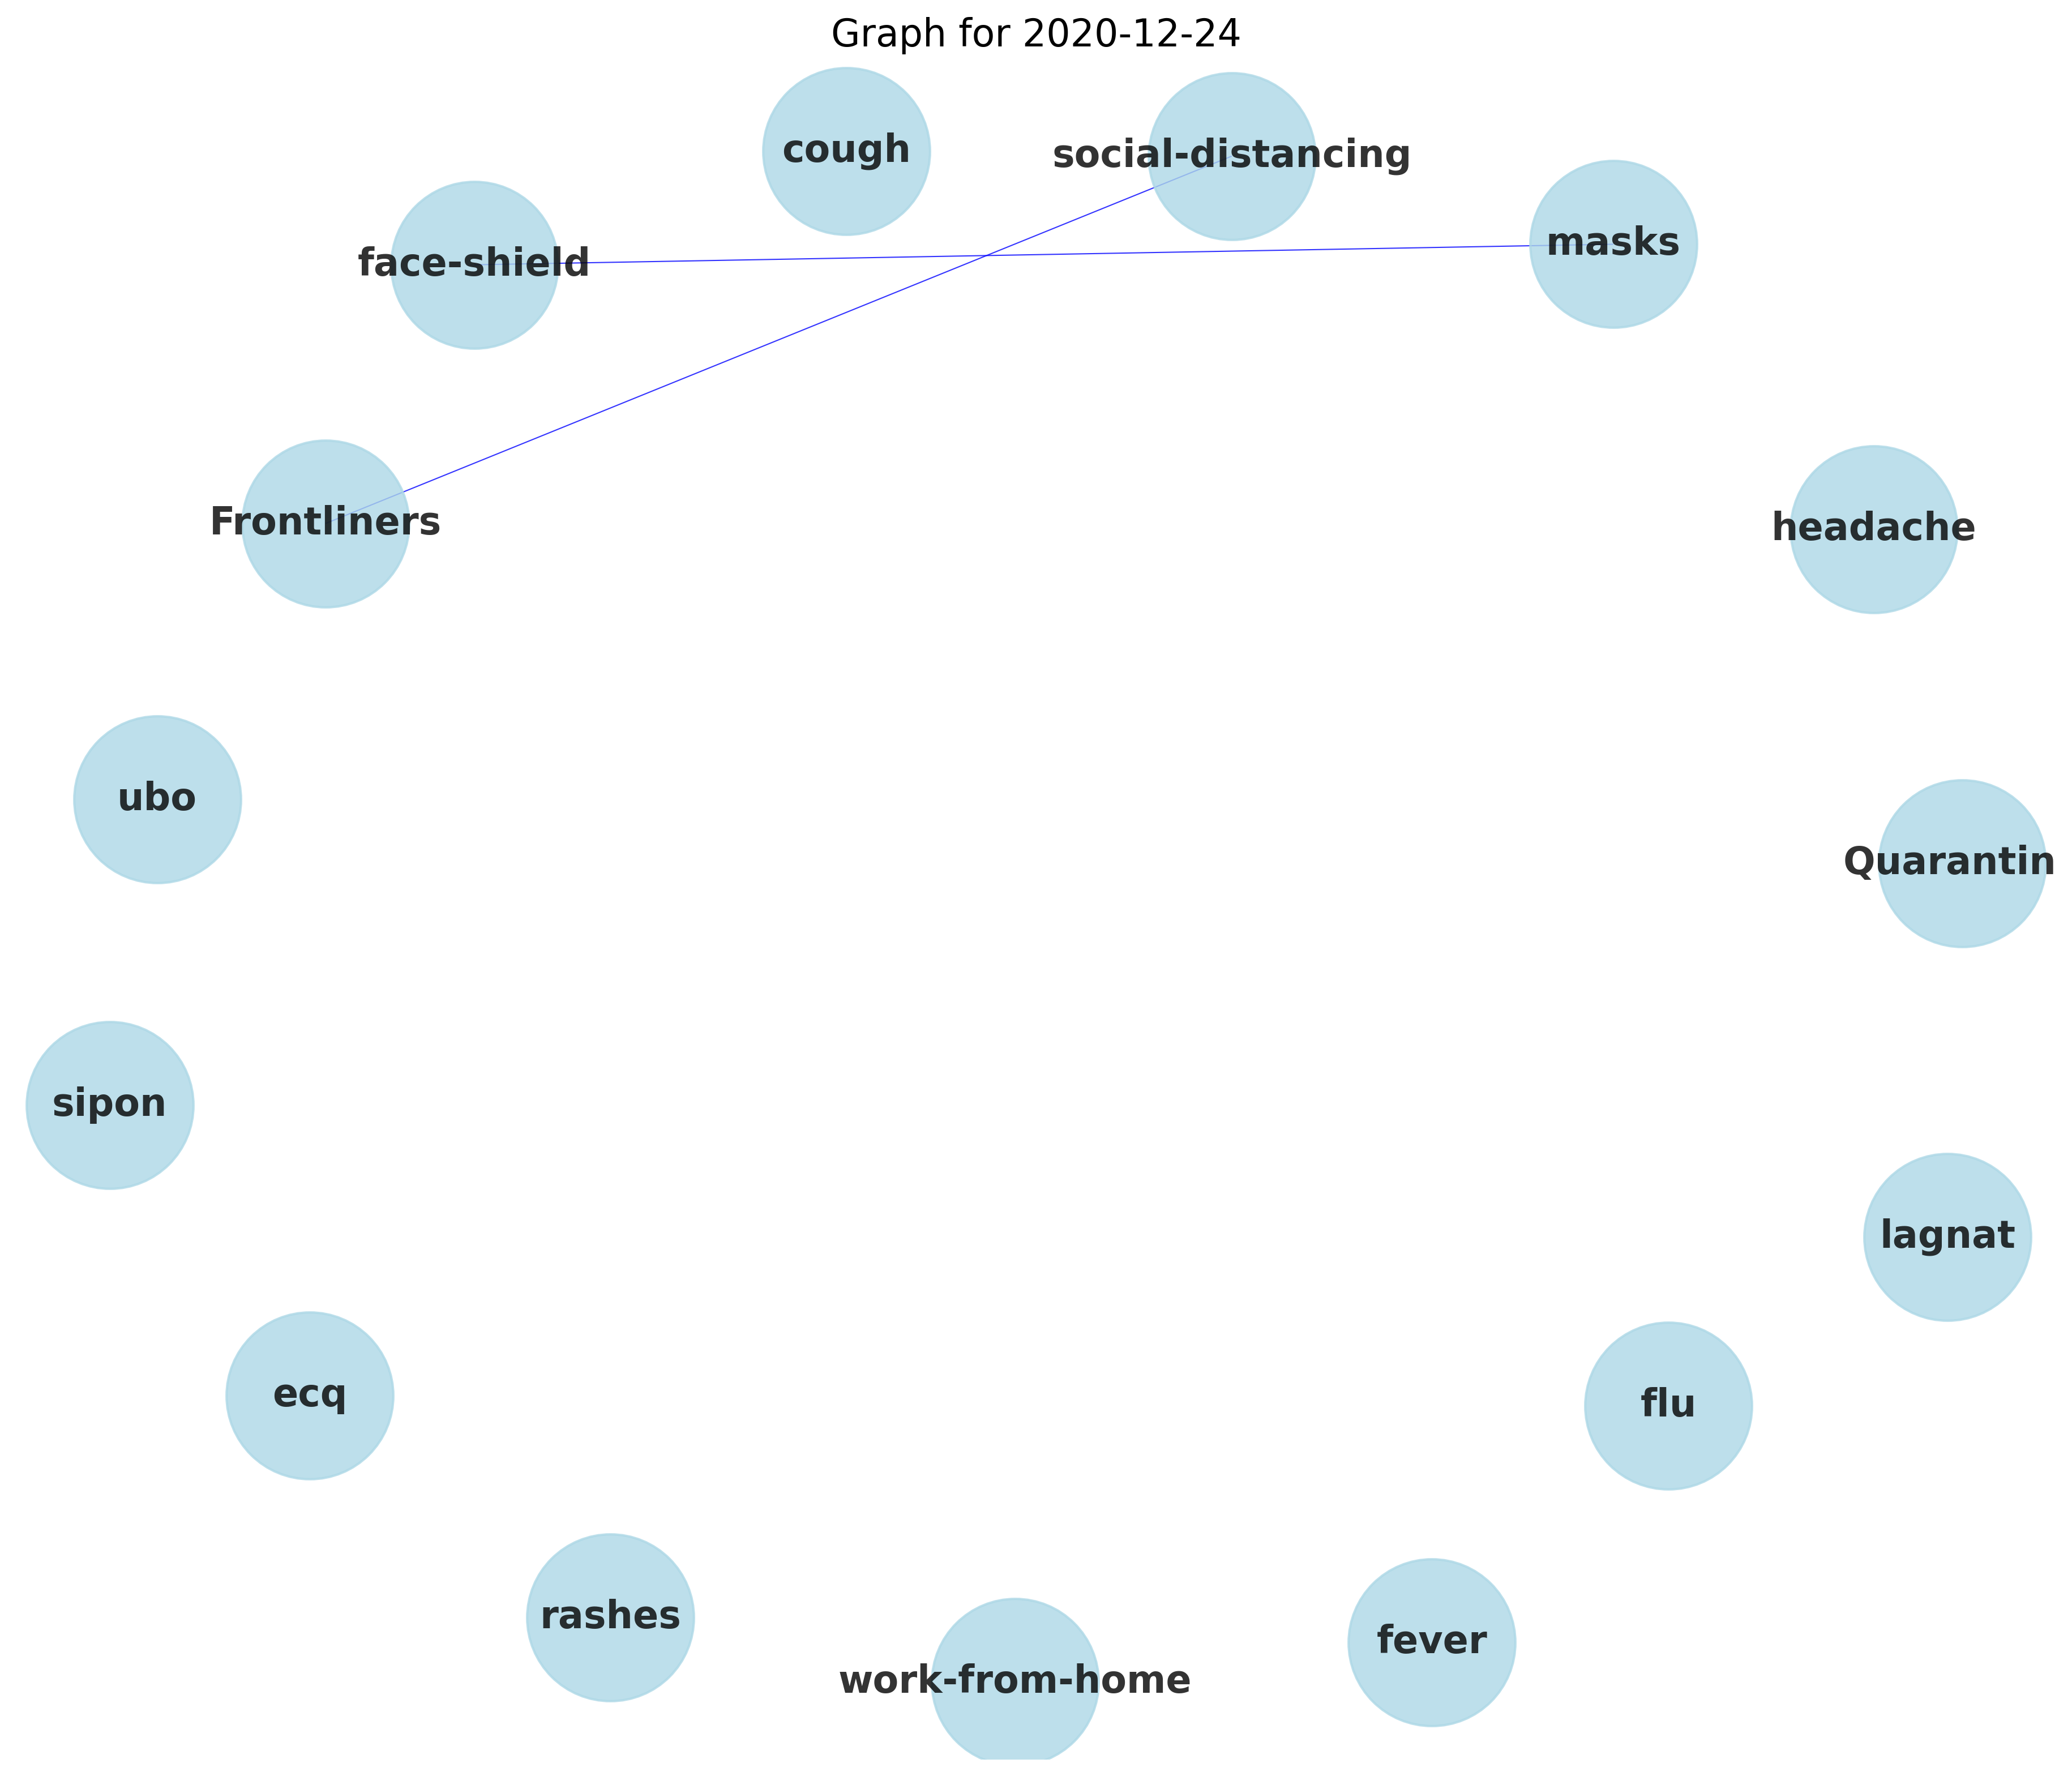 Graph for 2020-12-24
cough
social-distancing
masks
face-shield
Frontliners
headache
ubo
Quarantin
sipon
lagnat
ecq
flu
rashes
fever
work-from-home